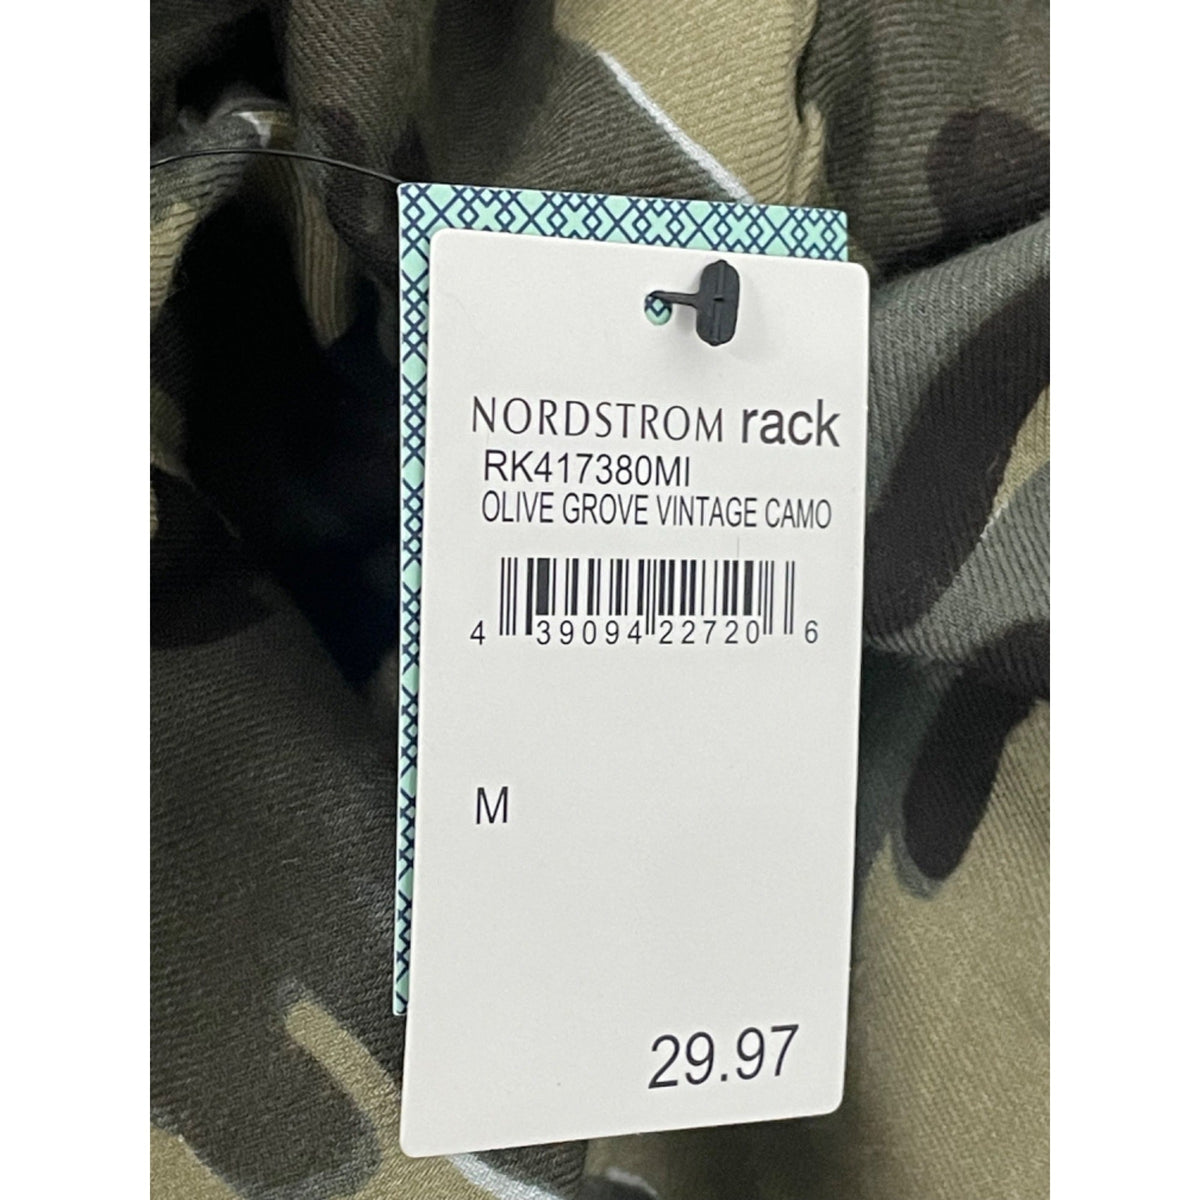 NORDSTROM rack
RK417380MI
OLIVE GROVE VINTAGE CAMO
4 39094 22720 6
M
29.97